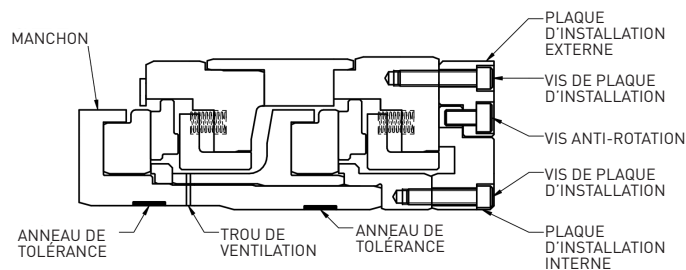 MANCHON
PLAQUE
D'INSTALLATION
EXTERNE
VIS DE PLAQUE
D'INSTALLATION
VIS ANTI-ROTATION
VIS DE PLAQUE
D'INSTALLATION
PLAQUE
D'INSTALLATION
INTERNE
ANNEAU DE
TOLÉRANCE
TROU DE
VENTILATION
ANNEAU DE
TOLÉRANCE